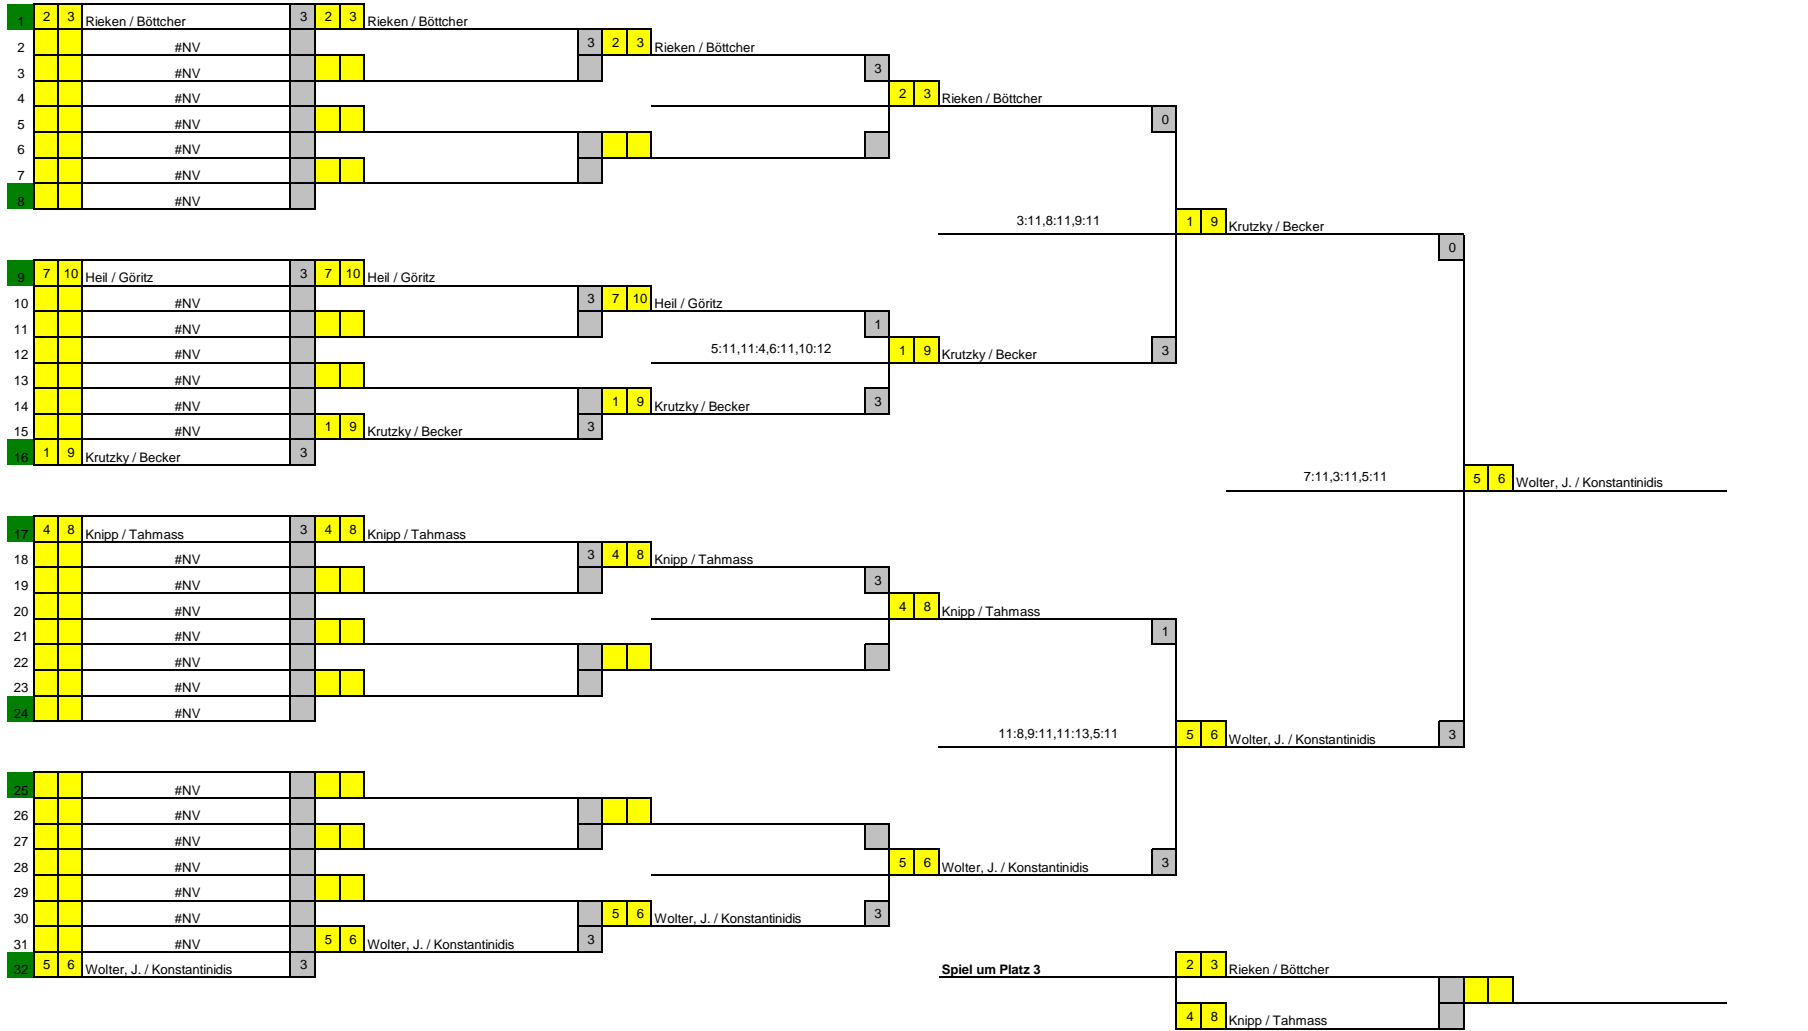 1 2 3 Rieken / Böttcher 3 2 3 Rieken / Böttcher
2 #NV 3 2 3 Rieken / Böttcher
3 #NV 3
4 #NV 2 3 Rieken / Böttcher
5 #NV 0
6 #NV
7 #NV
8 #NV
3:11,8:11,9:11 1 9 Krutzky / Becker
0
9 7 10 Heil / Göritz 3 7 10 Heil / Göritz
10 #NV 3 7 10 Heil / Göritz
11 #NV 1
12 #NV 5:11,11:4,6:11,10:12 1 9 Krutzky / Becker 3
13 #NV
14 #NV 1 9 Krutzky / Becker 3
15 #NV 1 9 Krutzky / Becker 3
16 1 9 Krutzky / Becker 3
7:11,3:11,5:11 5 6 Wolter, J. / Konstantinidis
17 4 8 Knipp / Tahmass 3 4 8 Knipp / Tahmass
18 #NV 3 4 8 Knipp / Tahmass
19 #NV 3
20 #NV 4 8 Knipp / Tahmass
21 #NV 1
22 #NV
23 #NV
24 #NV
11:8,9:11,11:13,5:11 5 6 Wolter, J. / Konstantinidis 3
25 #NV
26 #NV
27 #NV
28 #NV 5 6 Wolter, J. / Konstantinidis 3
29 #NV
30 #NV 5 6 Wolter, J. / Konstantinidis 3
31 #NV 5 6 Wolter, J. / Konstantinidis 3
32 5 6 Wolter, J. / Konstantinidis 3 Spiel um Platz 3 2 3 Rieken / Böttcher
4 8 Knipp / Tahmass